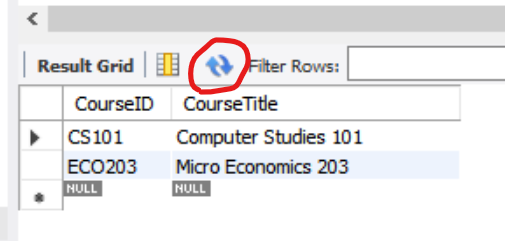 Result Grid Filter Rows:
CourseID CourseTitle
CS101 Computer Studies 101
ECO203 Micro Economics 203
NULL NULL